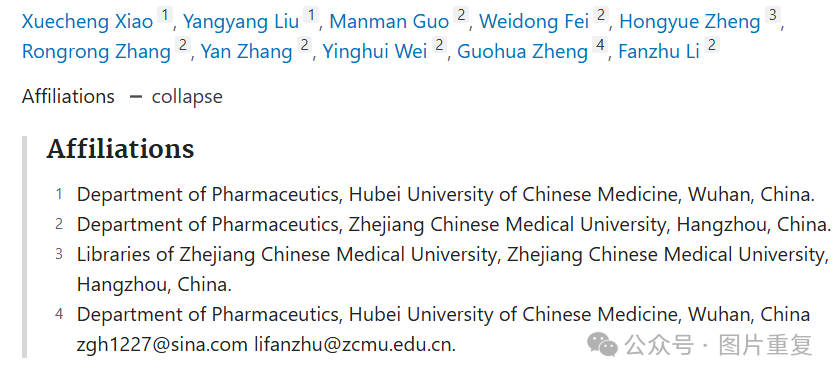 Xuecheng Xiao 1, Yangyang Liu 1, Manman Guo 2, Weidong Fei 2, Hongyue Zheng 3,
Rongrong Zhang 2, Yan Zhang 2, Yinghui Wei 2, Guohua Zheng 4, Fanzhu Li 2
Affiliations — collapse
Affiliations
1 Department of Pharmaceutics, Hubei University of Chinese Medicine, Wuhan, China.
2 Department of Pharmaceutics, Zhejiang Chinese Medical University, Hangzhou, China.
3 Libraries of Zhejiang Chinese Medical University, Zhejiang Chinese Medical University,
Hangzhou, China.
4 Department of Pharmaceutics, Hubei University of Chinese Medicine, Wuhan, China
zgh1227@sina.com lifanzhu@zcmu.edu.cn.
公众号 · 图片重复